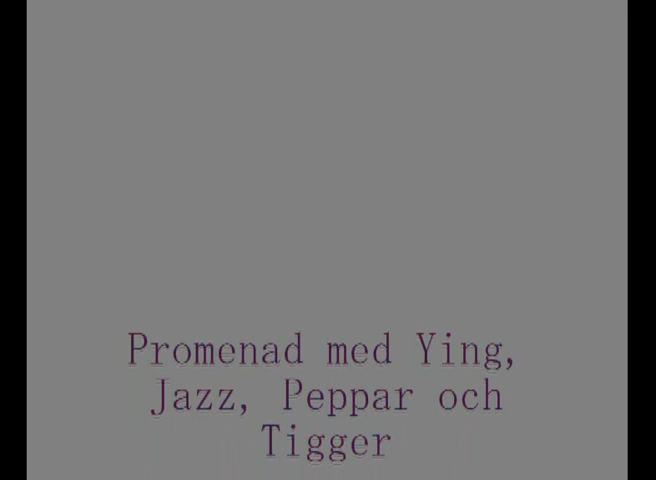 Promenad med Ying,
Jazz, Peppar och
Tigger